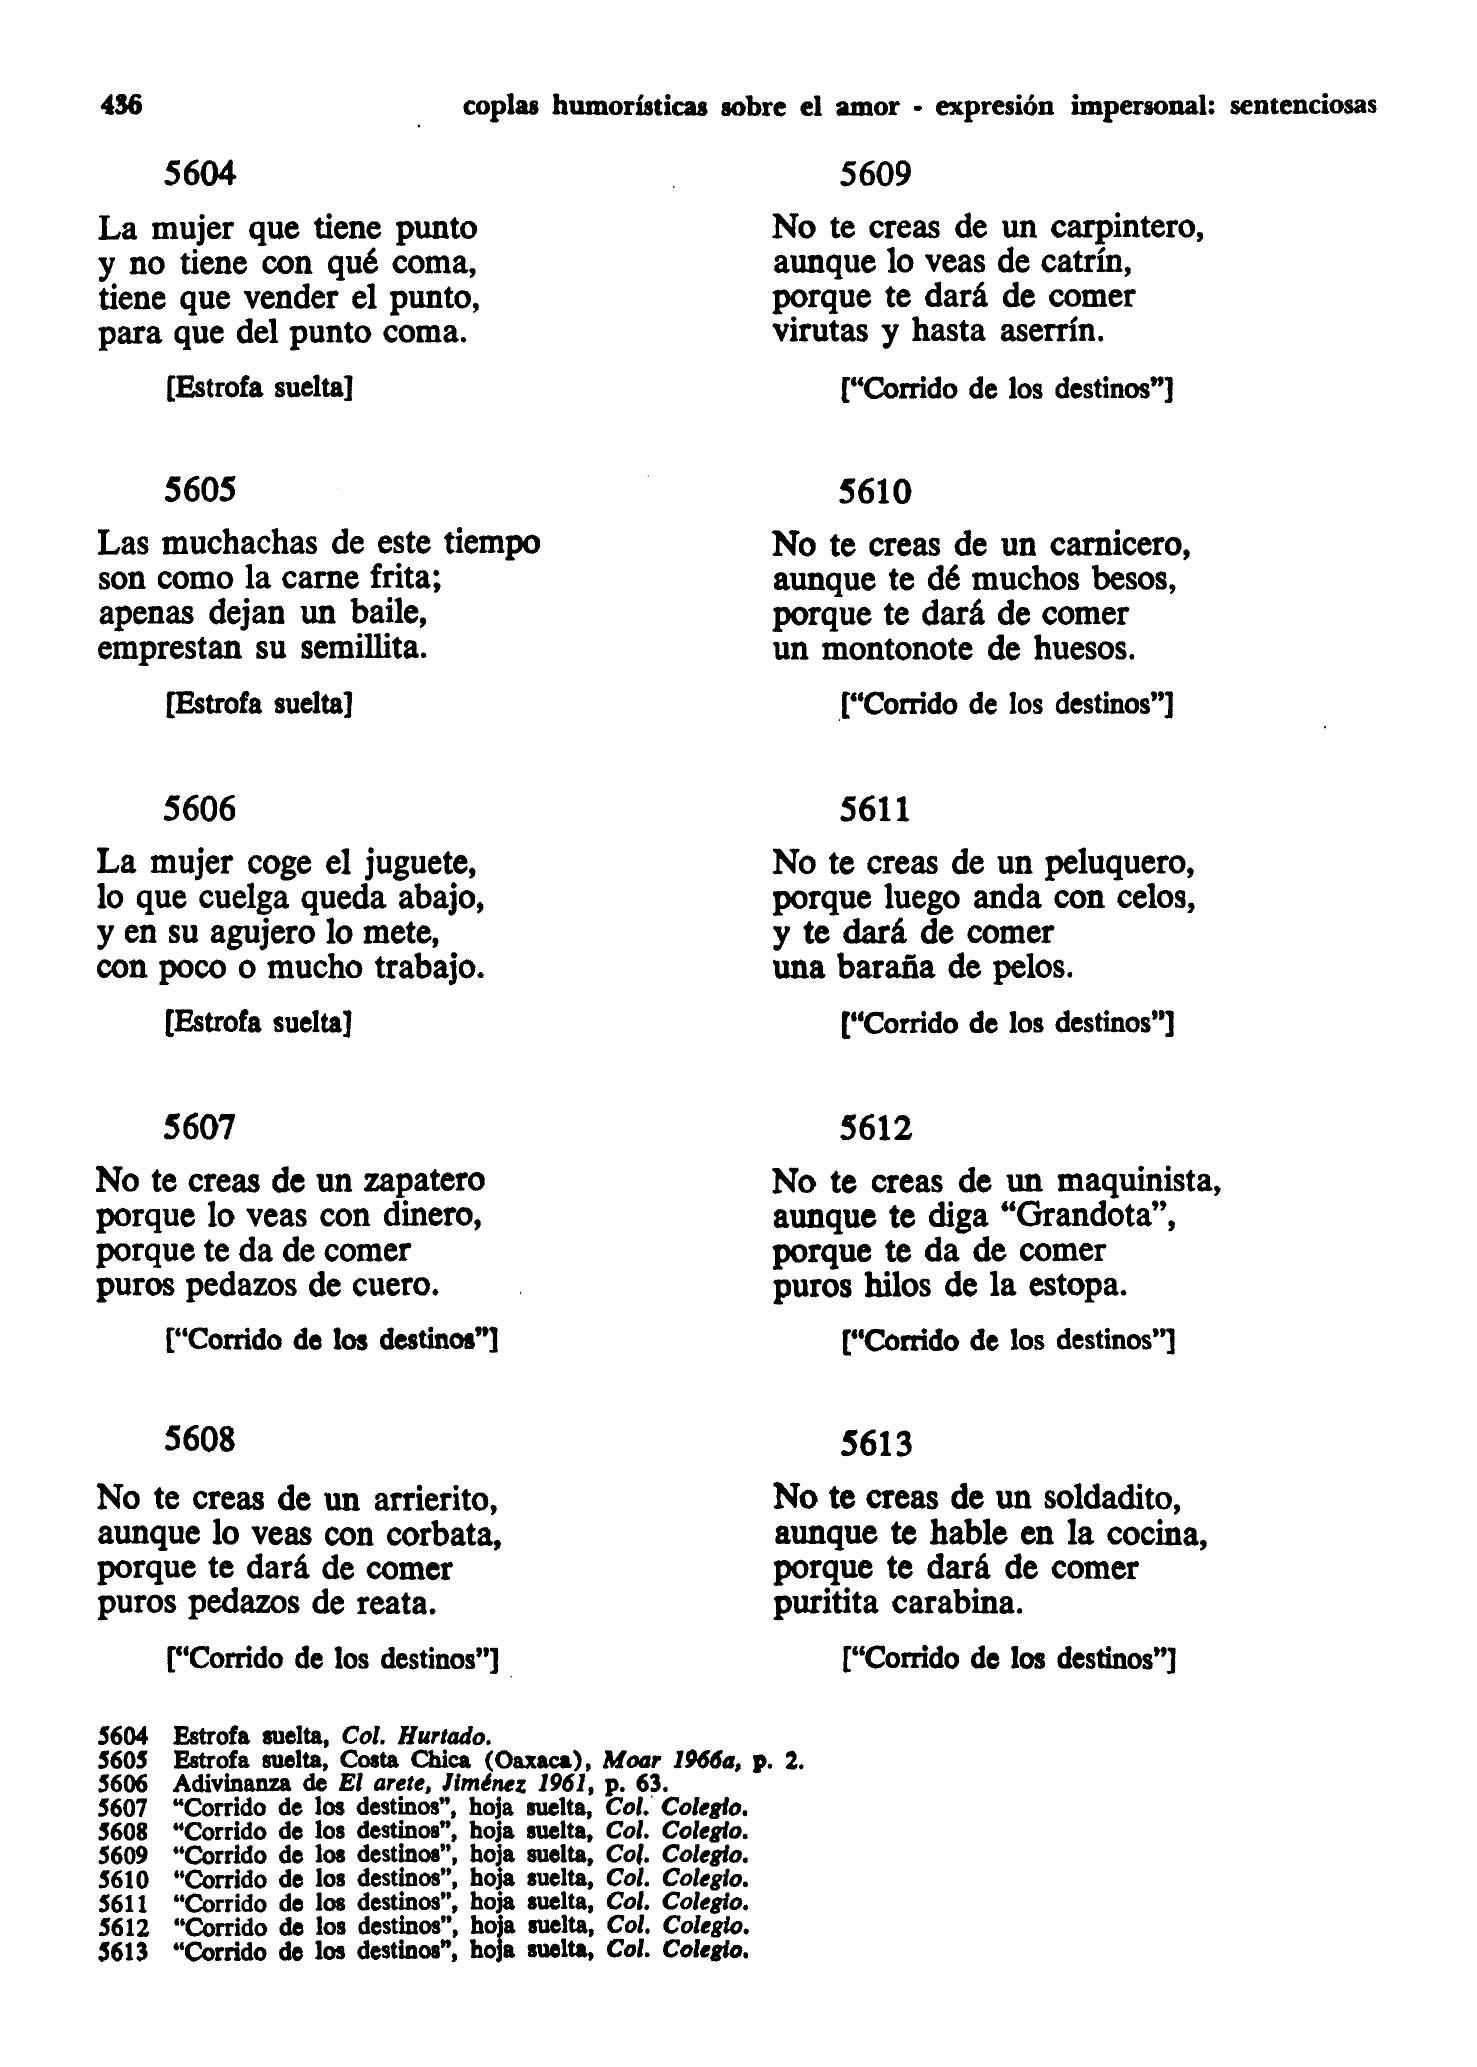 436 coplas humorísticas sobre el amor - expresión impersonal: sentenciosas
5604
La mujer que tiene punto
y no tiene con qué coma,
tiene que vender el punto,
para que del punto coma.
[Estrofa suelta]
5605
Las muchachas de este tiempo
son como la carne frita;
apenas dejan un baile,
emprestan su semillita.
[Estrofa suelta]
5606
La mujer coge el juguete,
lo que cuelga queda abajo,
y en su agujero lo mete,
con poco o mucho trabajo.
[Estrofa suelta]
5607
No te creas de un zapatero
porque lo veas con dinero,
porque te da de comer
puros pedazos de cuero.
["Corrido de los destinos"]
5608
No te creas de un arrierito,
aunque lo veas con corbata,
porque te dará de comer
puros pedazos de reata.
["Corrido de los destinos"]
5609
No te creas de un carpintero,
aunque lo veas de catrín,
porque te dará de comer
virutas y hasta aserrín.
["Corrido de los destinos"]
5610
No te creas de un carnicero,
aunque te dé muchos besos,
porque te dará de comer
un montonote de huesos.
["Corrido de los destinos"]
5611
No te creas de un peluquero,
porque luego anda con celos,
y te dará de comer
una baraña de pelos.
["Corrido de los destinos"]
5612
No te creas de un maquinista,
aunque te diga "Grandota",
porque te da de comer
puros hilos de la estopa.
["Corrido de los destinos"]
5613
No te creas de un soldadito,
aunque te hable en la cocina,
porque te dará de comer
puritita carabina.
["Corrido de los destinos"]
5604 Estrofa suelta, Col. Hurtado.
5605 Estrofa suelta, Costa Chica (Oaxaca), Moar 1966a, p. 2.
5606 Adivinanza de El arete, Jiménez 1961, p. 63.
5607 "Corrido de los destinos", hoja suelta, Col. Colegio.
5608 "Corrido de los destinos", hoja suelta, Col. Colegio.
5609 "Corrido de los destinos", hoja suelta, Col. Colegio.
5610 "Corrido de los destinos", hoja suelta, Col. Colegio.
5611 "Corrido de los destinos", hoja suelta, Col. Colegio.
5612 "Corrido de los destinos", hoja suelta, Col. Colegio.
5613 "Corrido de los destinos", hoja suelta, Col. Colegio.